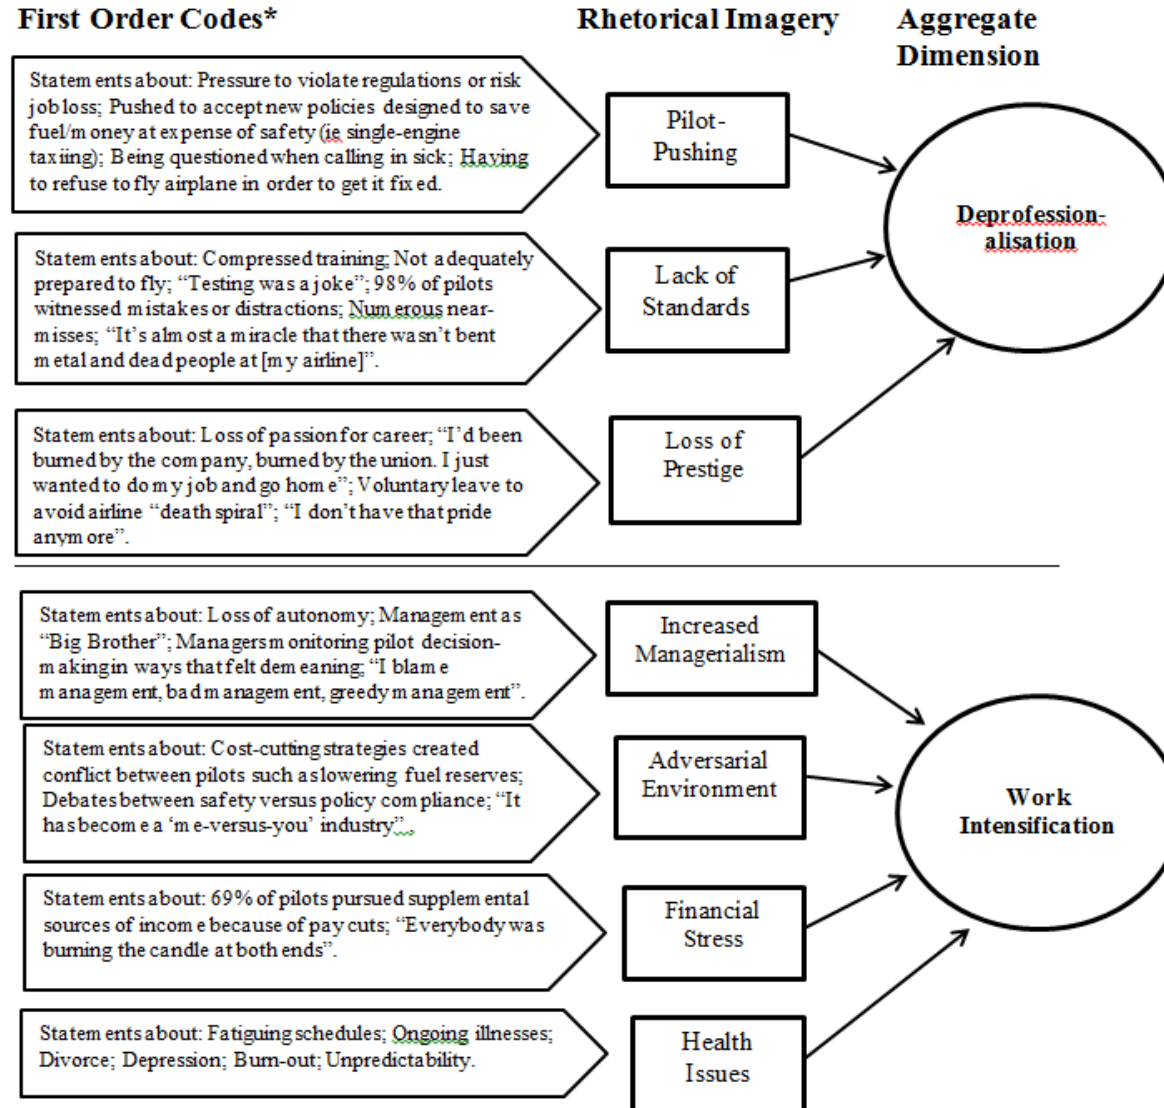 First Order Codes*
Rhetorical Imagery
Aggregate
Dimension
Statements about: Pressure to violate regulations or risk
job loss; Pushed to accept new policies designed to save
fuel/money at expense of safety (ie single-engine
taxiing); Being questioned when calling in sick; Having
to refuse to fly airplane in order to get it fixed.
Pilot-
Pushing
Deprofession-
alisation
Statements about: Compressed training; Not adequately
prepared to fly; “Testing was a joke”; 98% of pilots
witnessed mistakes or distractions; Numerous near-
misses; “It’s almost a miracle that there wasn’t bent
metal and dead people at [my airline]”.
Lack of
Standards
Statements about: Loss of passion for career; “I’d been
burned by the company, burned by the union. I just
wanted to do my job and go home”; Voluntary leave to
avoid airline “death spiral”; “I don’t have that pride
anymore”.
Loss of
Prestige
Statements about: Loss of autonomy; Management as
“Big Brother”; Managers monitoring pilot decision-
making in ways that felt demeaning; “I blame
management, bad management, greedy management”.
Increased
Managerialism
Statements about: Cost-cutting strategies created
conflict between pilots such as lowering fuel reserves;
Debates between safety versus policy compliance; “It
has become a ‘me-versus-you’ industry”.
Adversarial
Environment
Work
Intensification
Statements about: 69% of pilots pursued supplemental
sources of income because of pay cuts; “Everybody was
burning the candle at both ends”.
Financial
Stress
Statements about: Fatiguing schedules; Ongoing illnesses;
Divorce; Depression; Burn-out; Unpredictability.
Health
Issues